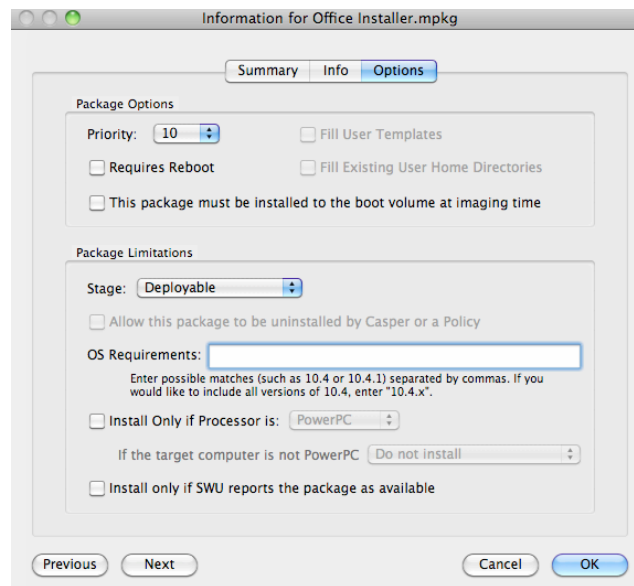 Information for Office Installer.mpkg
Summary Info Options
Package Options
Priority: 10 Fill User Templates
Requires Reboot Fill Existing User Home Directories
This package must be installed to the boot volume at imaging time
Package Limitations
Stage: Deployable
Allow this package to be uninstalled by Casper or a Policy
OS Requirements:
Enter possible matches (such as 10.4 or 10.4.1) separated by commas. If you
would like to include all versions of 10.4, enter "10.4.x".
Install Only if Processor is: PowerPC
If the target computer is not PowerPC Do not install
Install only if SWU reports the package as available
Previous Next Cancel OK